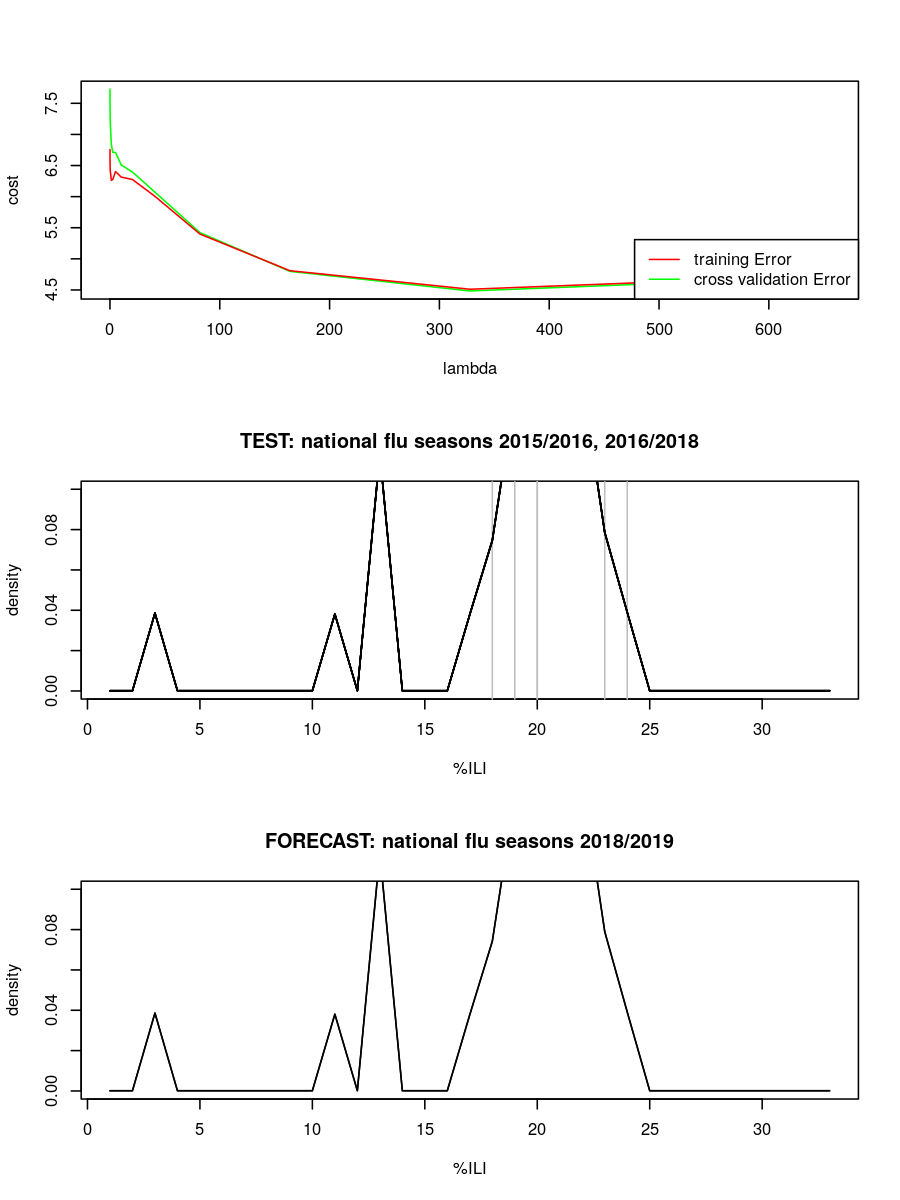 7.5
6.5
5.5
4.5
cost
training Error
cross validation Error
0 100 200 300 400 500 600
lambda
TEST: national flu seasons 2015/2016, 2016/2018
0.08
0.04
0.00
density
0 5 10 15 20 25 30
%ILI
FORECAST: national flu seasons 2018/2019
0.08
0.04
0.00
density
0 5 10 15 20 25 30
%ILI